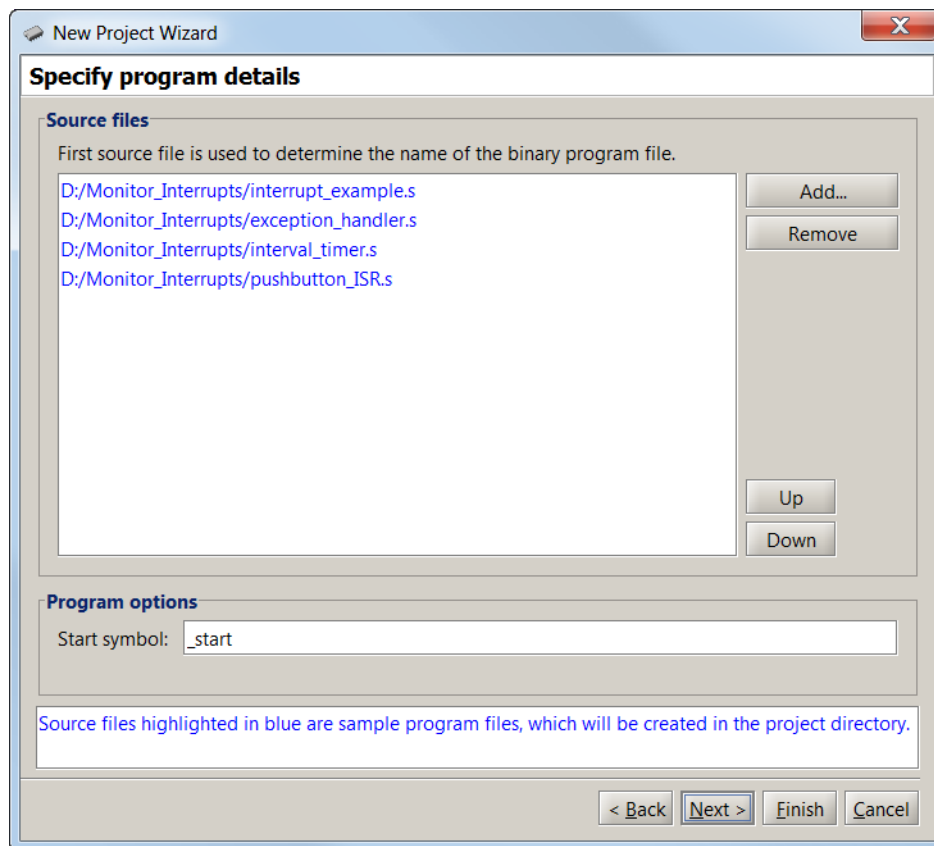 New Project Wizard
X
Specify program details
Source files
First source file is used to determine the name of the binary program file.
D:/Monitor_Interrupts/interrupt_example.s
D:/Monitor_Interrupts/exception_handler.s
D:/Monitor_Interrupts/interval_timer.s
D:/Monitor_Interrupts/pushbutton_ISR.s
Add...
Remove
Up
Down
Program options
Start symbol: _start
Source files highlighted in blue are sample program files, which will be created in the project directory.
< Back Next > Finish Cancel